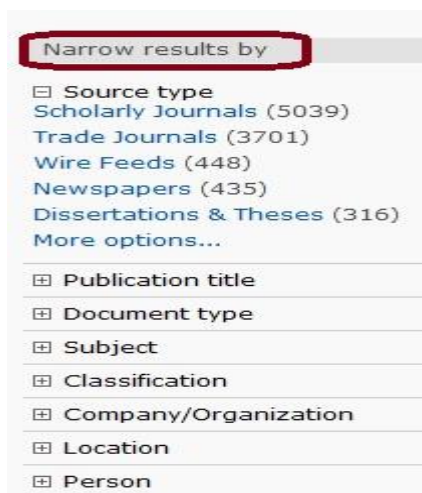 Narrow results by
Source type
Scholarly Journals (5039)
Trade Journals (3701)
Wire Feeds (448)
Newspapers (435)
Dissertations & Theses (316)
More options...
Publication title
Document type
Subject
Classification
Company/Organization
Location
Person